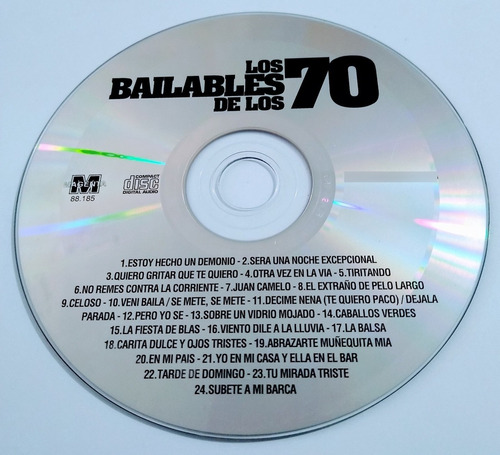 LOS
BAILABLES 70
DE LOS
M
88.185
COMPACT
disc
DIGITAL AUDIO
1.ESTOY HECHO UN DEMONIO - 2.SERA UNA NOCHE EXCEPCIONAL
3.QUIERO GRITAR QUE TE QUIERO - 4.OTRA VEZ EN LA VIA - 5.TIRITANDO
6.NO REMES CONTRA LA CORRIENTE - 7.JUAN CAMELO - 8.EL EXTRAÑO DE PELO LARGO
9.CELOSO - 10.VENI BAILA / SE METE, SE METE - 11.DECIME NENA (TE QUIERO PACO) / DEJALA
PARADA - 12.PERO YO SE - 13.SOBRE UN VIDRIO MOJADO - 14.CABALLOS VERDES
15.LA FIESTA DE BLAS - 16.VIENTO DILE A LA LLUVIA - 17.LA BALSA
18.CARITA DULCE Y OJOS TRISTES - 19.ABRAZARTE MUÑEQUITA MIA
20.EN MI PAIS - 21.YO EN MI CASA Y ELLA EN EL BAR
22.TARDE DE DOMINGO - 23.TU MIRADA TRISTE
24.SUBETE A MI BARCA